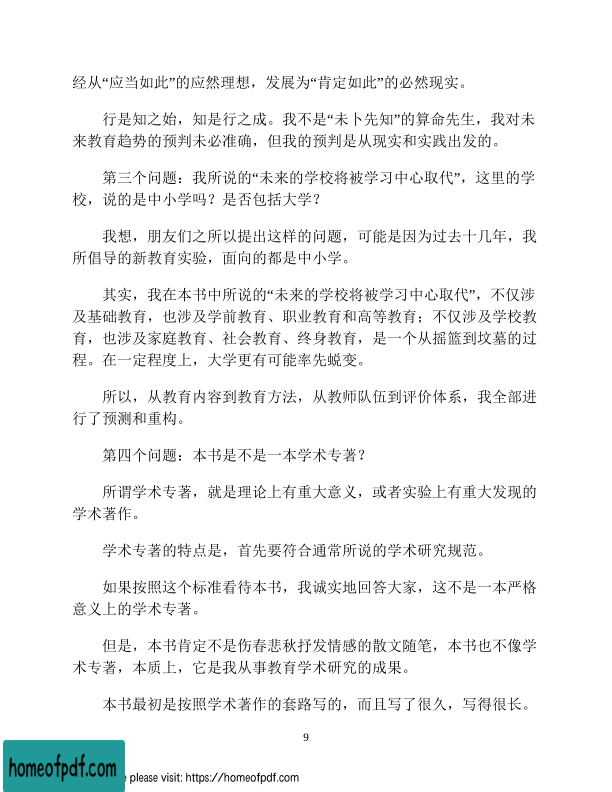 经从“应当如此”的应然理想，发展为“肯定如此”的必然现实。
行是知之始，知是行之成。我不是“未卜先知”的算命先生，我对未
来教育趋势的预判未必准确，但我的预判是从现实和实践出发的。
第三个问题：我所说的“未来的学校将被学习中心取代”，这里的学
校，说的是中小学吗？是否包括大学？
我想，朋友们之所以提出这样的问题，可能是因为过去十几年，我
所倡导的新教育实验，面向的都是中小学。
其实，我在本书中所说的“未来的学校将被学习中心取代”，不仅涉
及基础教育，也涉及学前教育、职业教育和高等教育；不仅涉及学校教
育，也涉及家庭教育、社会教育、终身教育，是一个从摇篮到坟墓的过
程。在一定程度上，大学更有可能率先蜕变。
所以，从教育内容到教育方法，从教师队伍到评价体系，我全部进
行了预测和重构。
第四个问题：本书是不是一本学术专著？
所谓学术专著，就是理论上有重大意义，或者实验上有重大发现的
学术著作。
学术专著的特点是，首先要符合通常所说的学术研究规范。
如果按照这个标准看待本书，我诚实地回答大家，这不是一本严格
意义上的学术专著。
但是，本书肯定不是伤春悲秋抒发情感的散文随笔，本书也不像学
术专著，本质上，它是我从事教育学术研究的成果。
本书最初是按照学术著作的套路写的，而且写了很久，写得很长。
9
homeofpdf.com
e please visit: https://homeofpdf.com